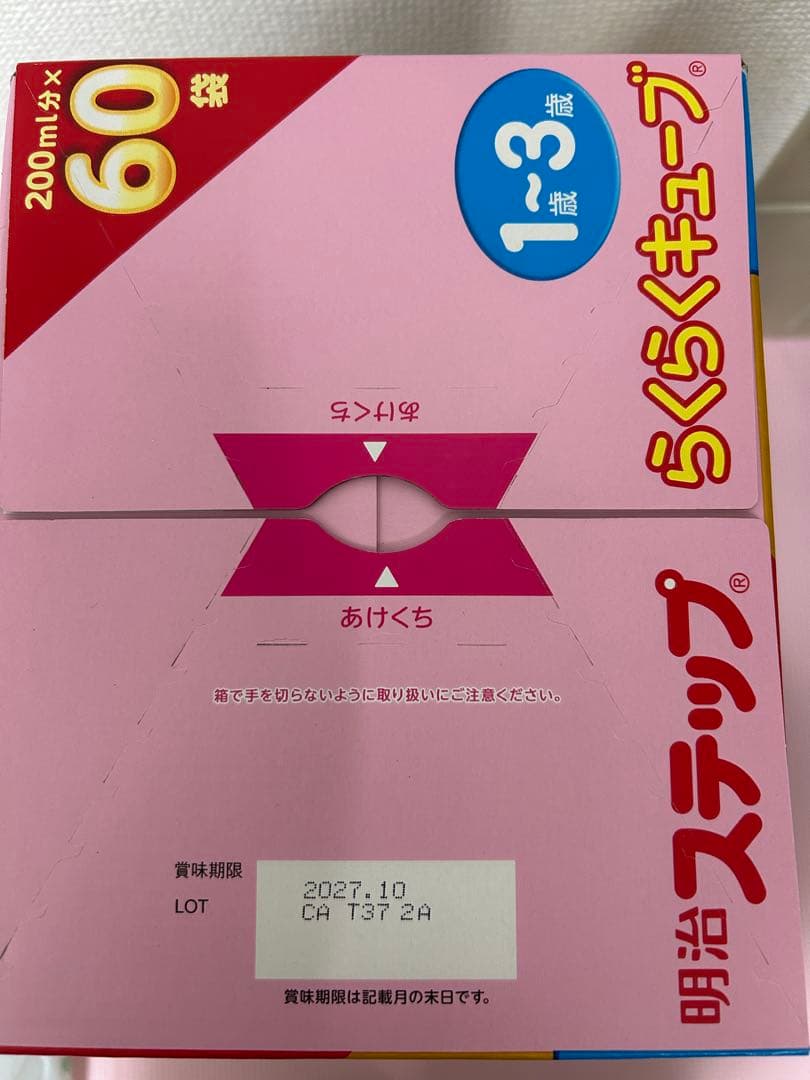 200ml分×
60袋
1歳~3歳
らくらくキューブ®
明治ステップ®
あけくち
あけくち
箱で手を切らないように取り扱いにご注意ください。
賞味期限 2027.10
LOT CA T37 2A
賞味期限は記載月の末日です。